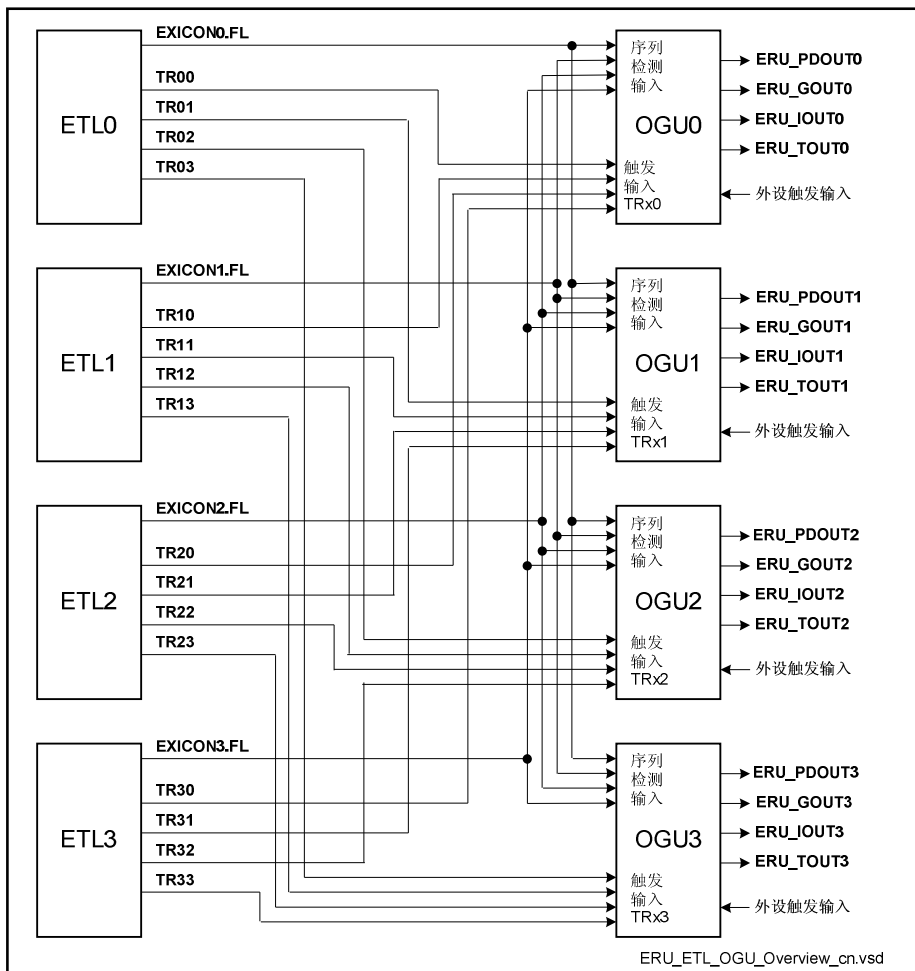 EXICON0.FL
TR00
TR01
TR02
TR03
ETL0
序列
检测
输入
OGU0
触发
输入
TRx0
ERU_PDOUT0
ERU_GOUT0
ERU_IOUT0
ERU_TOUT0
外设触发输入
EXICON1.FL
TR10
TR11
TR12
TR13
ETL1
序列
检测
输入
OGU1
触发
输入
TRx1
ERU_PDOUT1
ERU_GOUT1
ERU_IOUT1
ERU_TOUT1
外设触发输入
EXICON2.FL
TR20
TR21
TR22
TR23
ETL2
序列
检测
输入
OGU2
触发
输入
TRx2
ERU_PDOUT2
ERU_GOUT2
ERU_IOUT2
ERU_TOUT2
外设触发输入
EXICON3.FL
TR30
TR31
TR32
TR33
ETL3
序列
检测
输入
OGU3
触发
输入
TRx3
ERU_PDOUT3
ERU_GOUT3
ERU_IOUT3
ERU_TOUT3
外设触发输入
ERU_ETL_OGU_Overview_cn.vsd